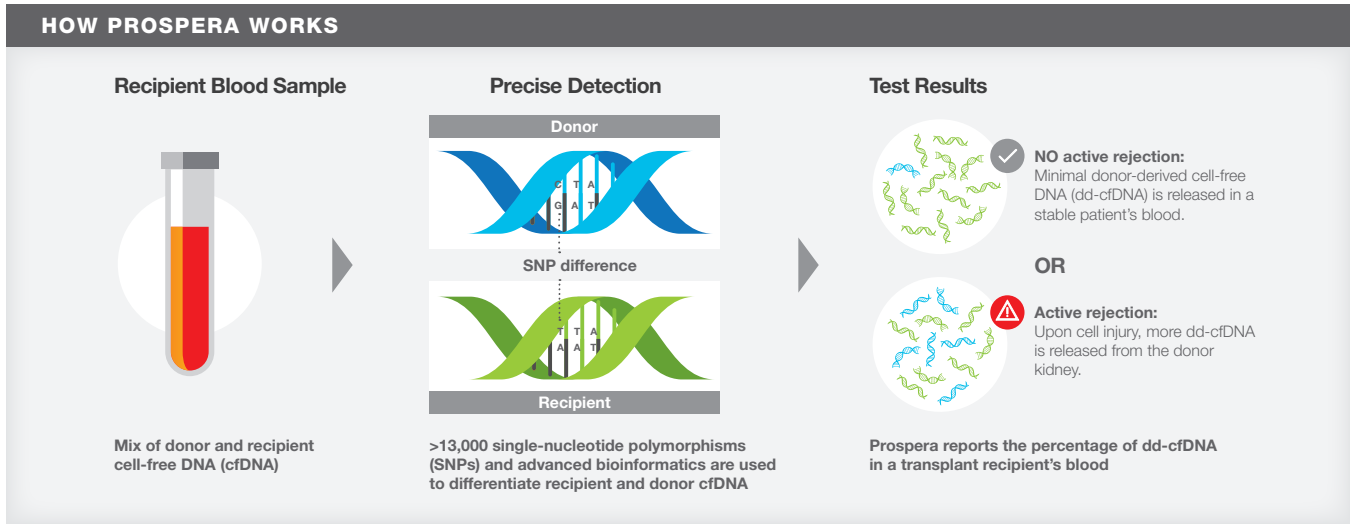 HOW PROSPERA WORKS
Recipient Blood Sample
Mix of donor and recipient
cell-free DNA (cfDNA)
Precise Detection
Donor
C T A
G A T
SNP difference
T T A
A A T
Recipient
>13,000 single-nucleotide polymorphisms
(SNPs) and advanced bioinformatics are used
to differentiate recipient and donor cfDNA
Test Results
NO active rejection:
Minimal donor-derived cell-free
DNA (dd-cfDNA) is released in a
stable patient's blood.
OR
Active rejection:
Upon cell injury, more dd-cfDNA
is released from the donor
kidney.
Prospera reports the percentage of dd-cfDNA
in a transplant recipient's blood